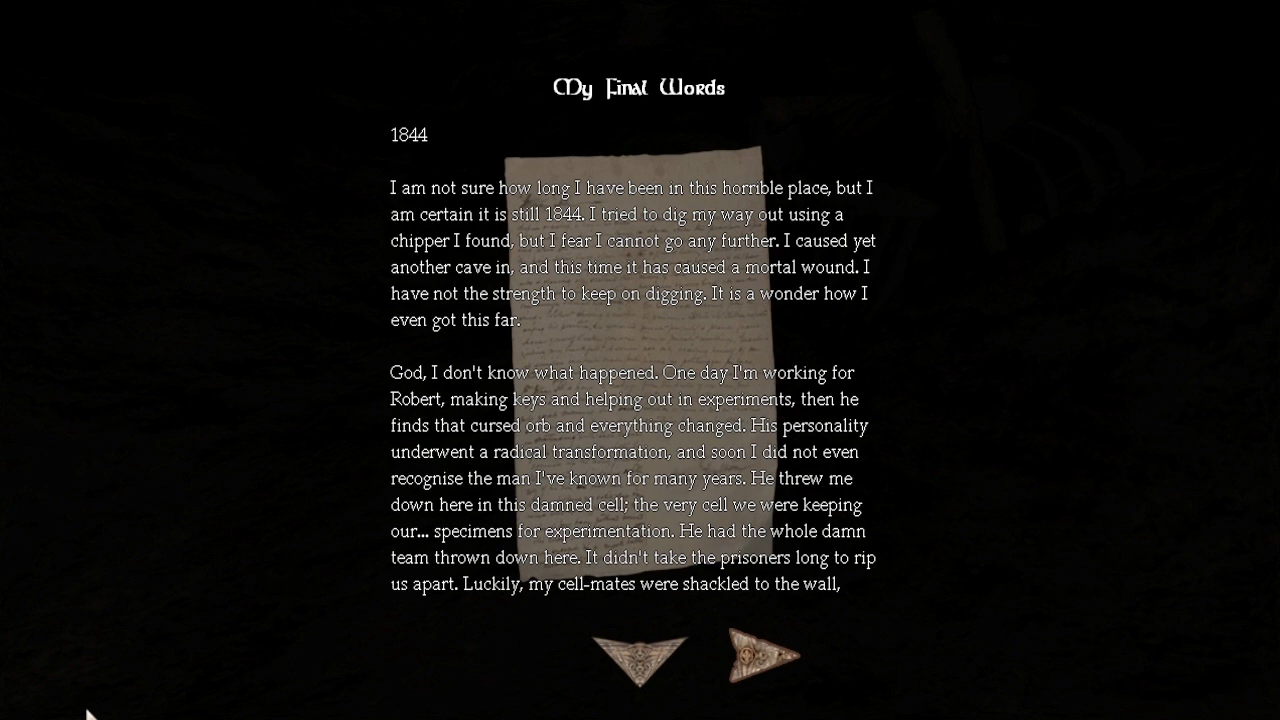 My Final Words
1844
I am not sure how long I have been in this horrible place, but I
am certain it is still 1844. I tried to dig my way out using a
chipper I found, but I fear I cannot go any further. I caused yet
another cave in, and this time it has caused a mortal wound. I
have not the strength to keep on digging. It is a wonder how I
even got this far.
God, I don't know what happened. One day I'm working for
Robert, making keys and helping out in experiments, then he
finds that cursed orb and everything changed. His personality
underwent a radical transformation, and soon I did not even
recognise the man I've known for many years. He threw me
down here in this damned cell; the very cell we were keeping
our... specimens for experimentation. He had the whole damn
team thrown down here. It didn't take the prisoners long to rip
us apart. Luckily, my cell-mates were shackled to the wall,